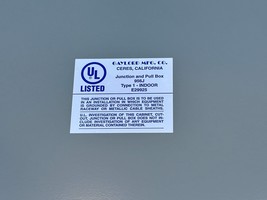 GAYLORD MFG. CO.
CERES, CALIFORNIA
UL
LISTED
Junction and Pull Box
90SJ
Type 1 - INDOOR
E29925
THIS JUNCTION OR PULL BOX IS TO BE USED
IN AN INSTALLATION IN WHICH EQUIPMENT
IS GROUNDED BY CONNECTION TO METAL
RACEWAY OR METALLIC CABLE SHEATHS.
U.L. INVESTIGATION OF THIS CABINET, CUT-
OUT, JUNCTION OR PULL BOX DOES NOT IN-
CLUDE INVESTIGATION OF ANY EQUIPMENT
OR MATERIAL CONTAINED THEREIN.